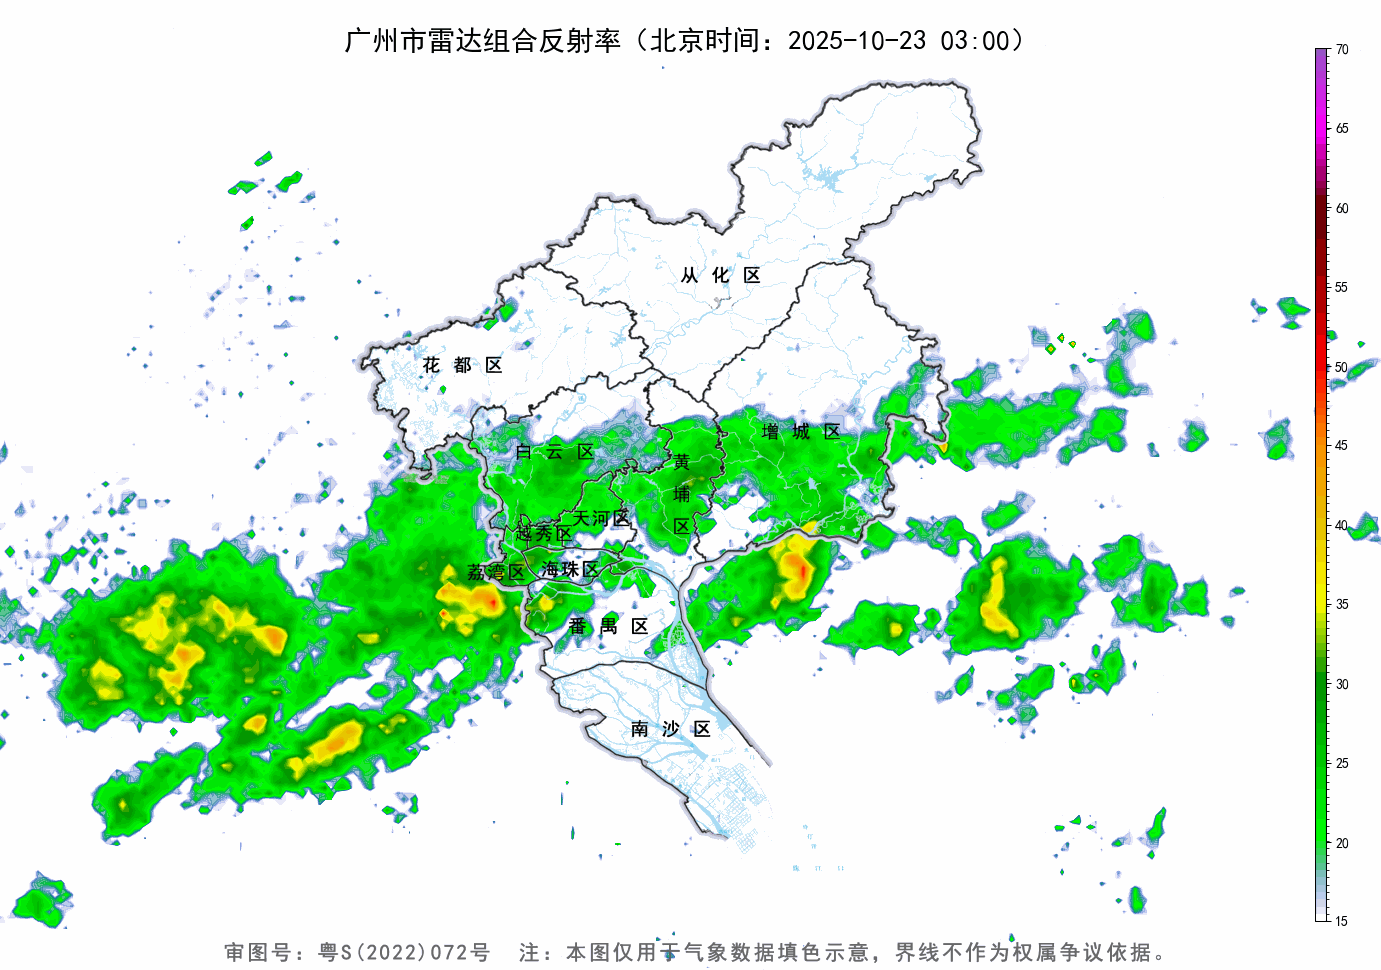 广州市雷达组合反射率（北京时间：2025-10-23 03:00）
70
65
60
55
50
45
40
35
30
25
20
15
从 化 区
花 都 区
增 城 区
白 云 区
黄
埔
区
天河区
越秀区
荔湾区
海珠区
番 禺 区
南 沙 区
审图号：粤S(2022)072号 注：本图仅用于气象数据填色示意，界线不作为权属争议依据。